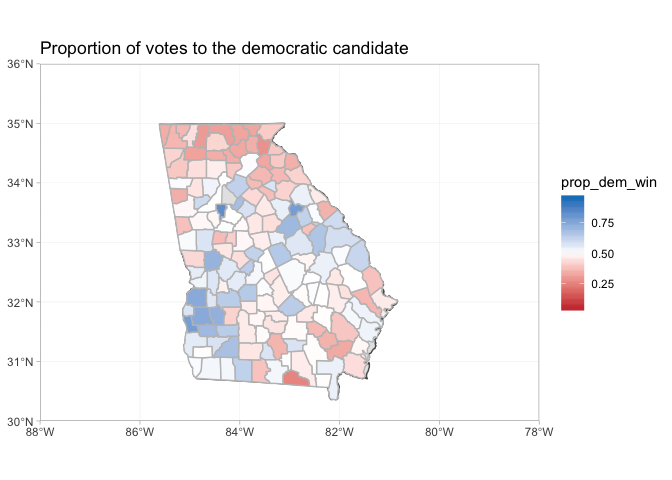 Proportion of votes to the democratic candidate
36°N
35°N
34°N
33°N
32°N
31°N
30°N
88°W
86°W
84°W
82°W
80°W
78°W
prop_dem_win
0.75
0.50
0.25